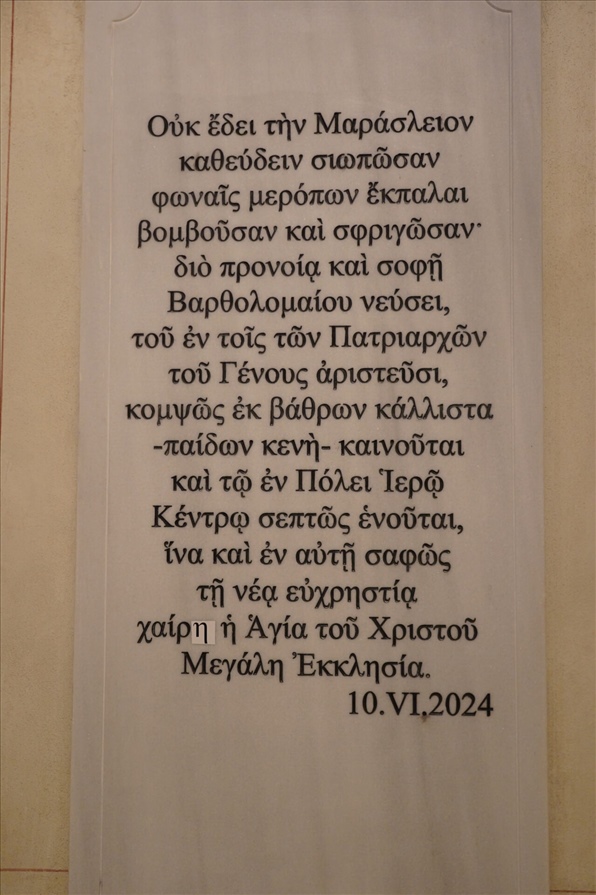 Οὐκ ἔδει τὴν Μαράσλειον
καθεύδειν σιωπῶσαν
φωναῖς μερόπων ἔκπαλαι
βομβοῦσαν καὶ σφριγῶσαν·
διὸ προνοίᾳ καὶ σοφῇ
Βαρθολομαίου νεύσει,
τοῦ ἐν τοῖς τῶν Πατριαρχῶν
τοῦ Γένους ἀριστεῦσι,
κομψῶς ἐκ βάθρων κάλλιστα
-παίδων κενὴ- καινοῦται
καὶ τῷ ἐν Πόλει Ἱερῷ
Κέντρῳ σεπτῶς ἑνοῦται,
ἵνα καὶ ἐν αὐτῇ σαφῶς
τῇ νέᾳ εὐχρηστίᾳ
χαίρη ἡ Ἁγία τοῦ Χριστοῦ
Μεγάλη Ἐκκλησία.
10.VI.2024